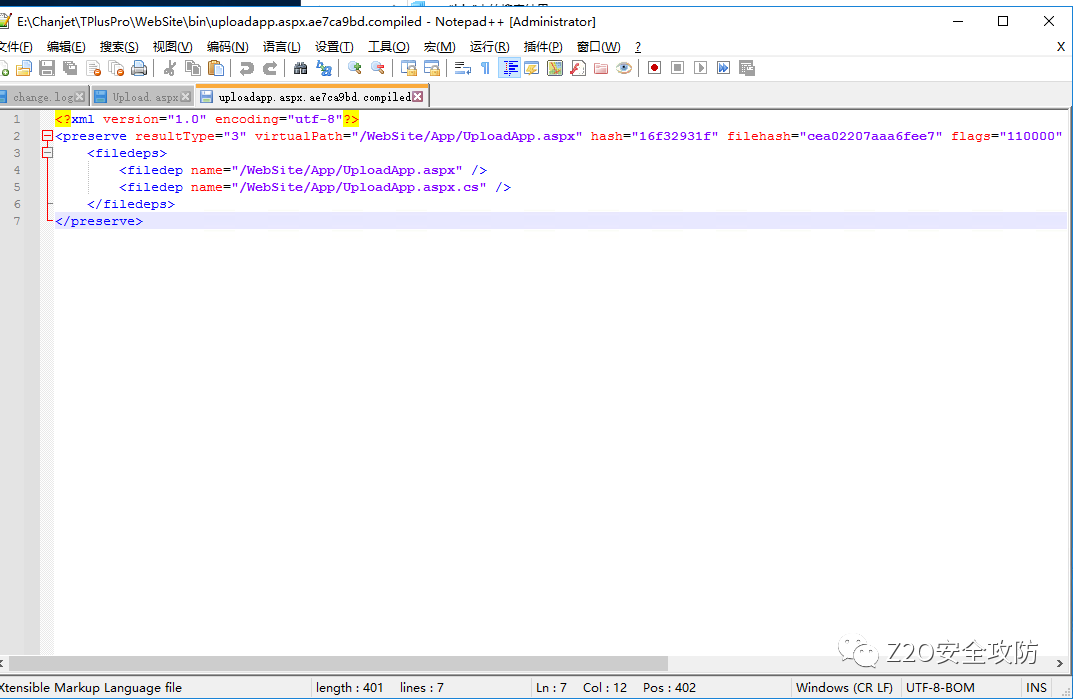 E:\Chanjet\TPlusPro\WebSite\bin\uploadapp.aspx.ae7ca9bd.compiled - Notepad++ [Administrator]
文件(F) 编辑(E) 搜索(S) 视图(V) 编码(N) 语言(L) 设置(T) 工具(O) 宏(M) 运行(R) 插件(P) 窗口(W) ? X
change.log Upload.aspx uploadapp.aspx.ae7ca9bd.compiled
1 <?xml version="1.0" encoding="utf-8"?>
2 <preserve resultType="3" virtualPath="/WebSite/App/UploadApp.aspx" hash="16f32931f" filehash="cea02207aaa6fee7" flags="110000"
3 <filedeps>
4 <filedep name="/WebSite/App/UploadApp.aspx" />
5 <filedep name="/WebSite/App/UploadApp.aspx.cs" />
6 </filedeps>
7 </preserve>
Z2O安全攻防
Xtensible Markup Language file length : 401 lines : 7 Ln : 7 Col : 12 Pos : 402 Windows (CR LF) UTF-8-BOM INS